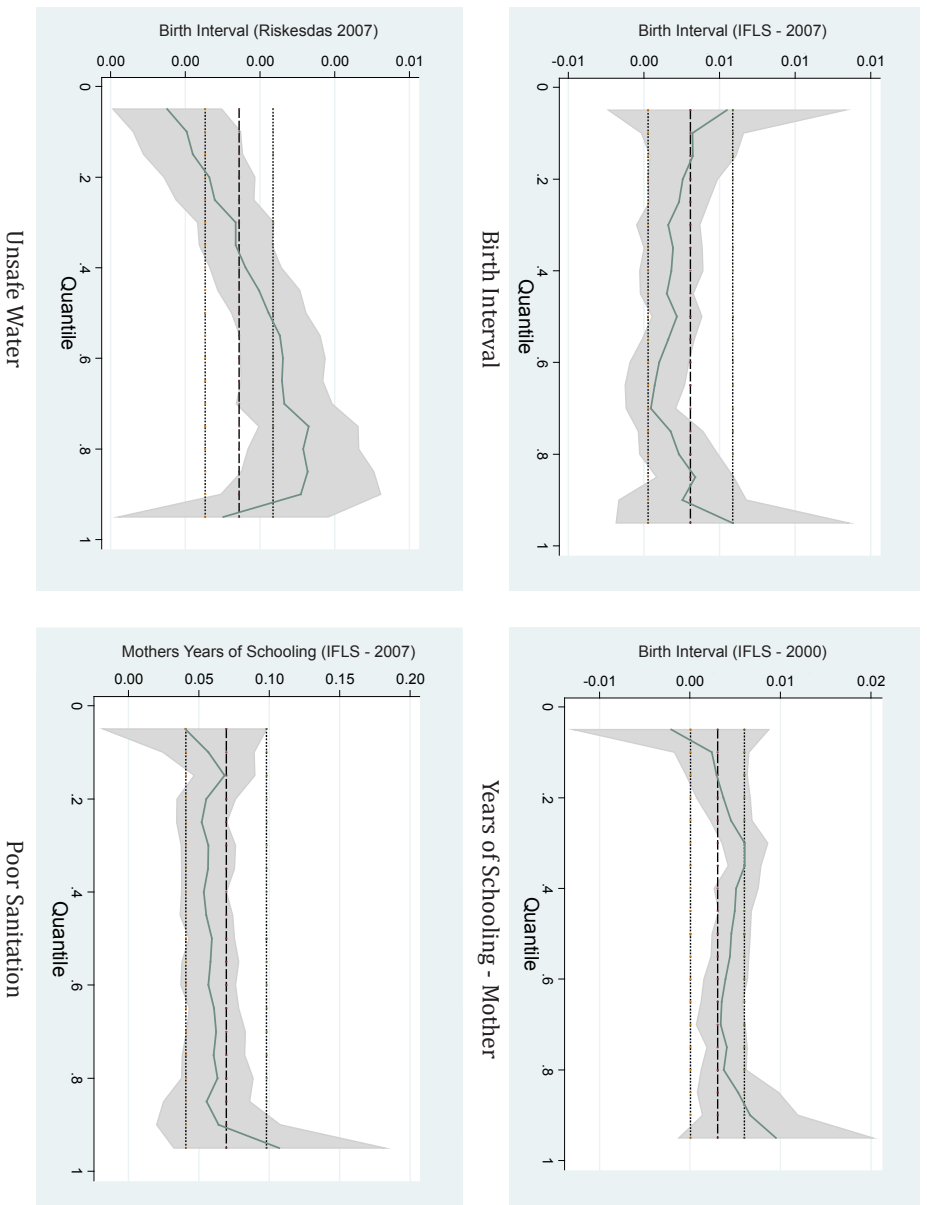 Birth Interval (IFLS - 2007)
-0.01 0.00 0.01 0.01 0.01
0 .2 .4 .6 .8 1
Quantile
Birth Interval
Birth Interval (IFLS - 2000)
-0.01 0.00 0.01 0.02
0 .2 .4 .6 .8 1
Quantile
Years of Schooling - Mother
Birth Interval (Riskesdas 2007)
0.00 0.00 0.00 0.00 0.01
0 .2 .4 .6 .8 1
Quantile
Unsafe Water
Mothers Years of Schooling (IFLS - 2007)
0.00 0.05 0.10 0.15 0.20
0 .2 .4 .6 .8 1
Quantile
Poor Sanitation